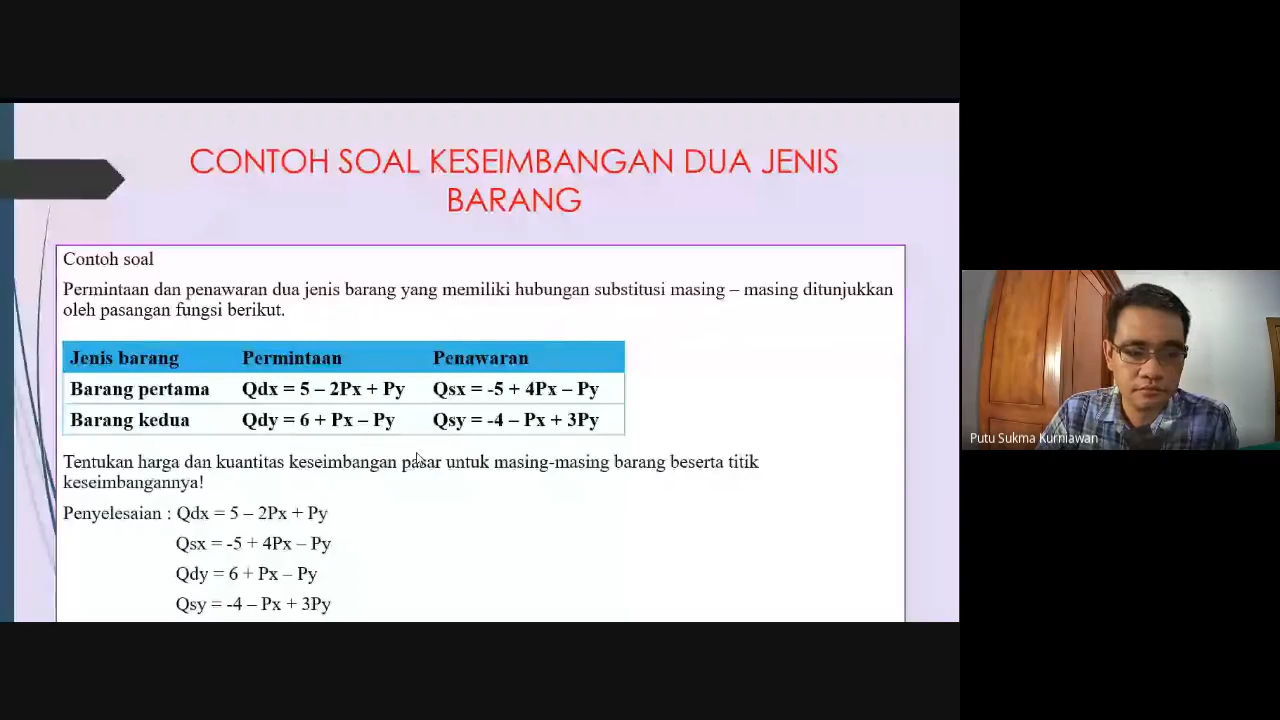 CONTOH SOAL KESEIMBANGAN DUA JENIS
BARANG
Contoh soal
Permintaan dan penawaran dua jenis barang yang memiliki hubungan substitusi masing – masing ditunjukkan
oleh pasangan fungsi berikut.
Jenis barang Permintaan Penawaran
Barang pertama Qdx = 5 – 2Px + Py Qsx = -5 + 4Px – Py
Barang kedua Qdy = 6 + Px – Py Qsy = -4 – Px + 3Py
Tentukan harga dan kuantitas keseimbangan pasar untuk masing-masing barang beserta titik
keseimbangannya!
Penyelesaian : Qdx = 5 – 2Px + Py
Qsx = -5 + 4Px – Py
Qdy = 6 + Px – Py
Qsy = -4 – Px + 3Py
Putu Sukma Kurniawan